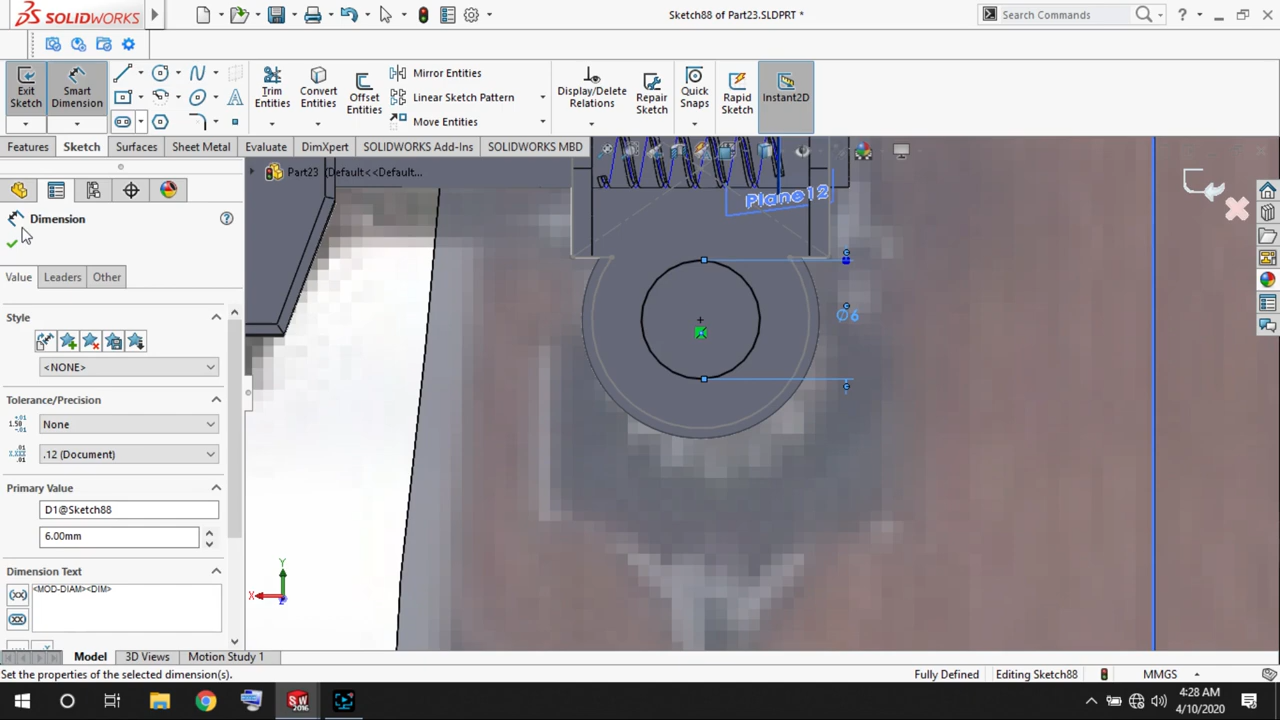 SOLIDWORKS
Sketch88 of Part23.SLDPRT *
Search Commands
Exit Sketch
Smart Dimension
Trim Entities
Convert Entities
Offset Entities
Mirror Entities
Linear Sketch Pattern
Move Entities
Display/Delete Relations
Repair Sketch
Quick Snaps
Rapid Sketch
Instant2D
Features
Sketch
Surfaces
Sheet Metal
Evaluate
DimXpert
SOLIDWORKS Add-Ins
SOLIDWORKS MBD
Part23 (Default<<Default...
Plane12
Dimension
Value
Leaders
Other
Style
<NONE>
Tolerance/Precision
None
.12 (Document)
Primary Value
D1@Sketch88
6.00mm
Dimension Text
<MOD-DIAM><DIM>
∅6
Y
X
Model
3D Views
Motion Study 1
Set the properties of the selected dimension(s).
Fully Defined
Editing Sketch88
MMGS
4:28 AM
4/10/2020